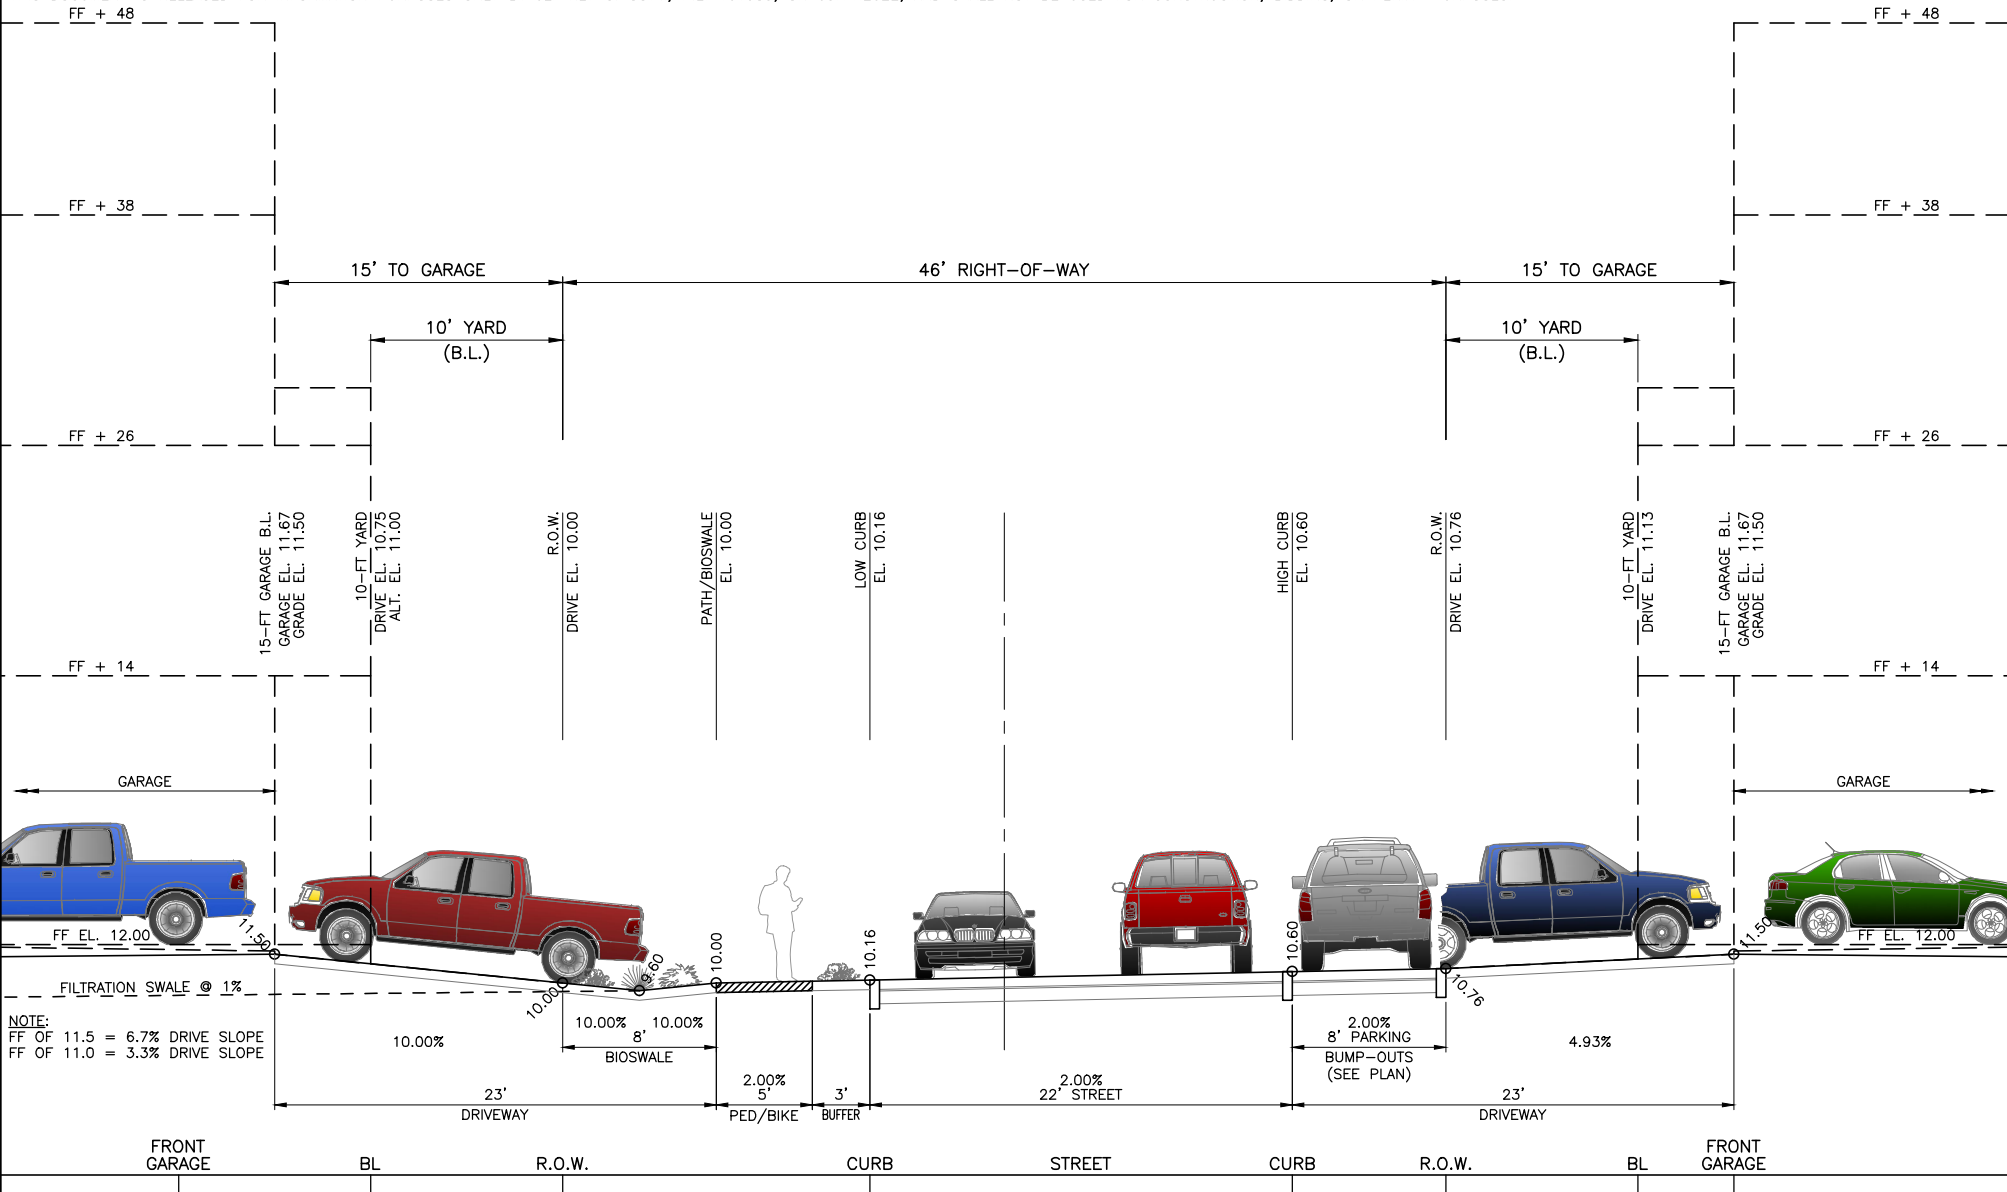 FF + 48
FF + 48
FF + 38
FF + 38
15' TO GARAGE
46' RIGHT-OF-WAY
15' TO GARAGE
10' YARD
(B.L.)
10' YARD
(B.L.)
FF + 26
FF + 26
15-FT GARAGE B.L.
GARAGE EL. 11.67
GRADE EL. 11.50
10-FT YARD
DRIVE EL. 10.75
ALT. EL. 11.00
R.O.W.
DRIVE EL. 10.00
PATH/BIOSWALE
EL. 10.00
LOW CURB
EL. 10.16
HIGH CURB
EL. 10.60
R.O.W.
DRIVE EL. 10.76
10-FT YARD
DRIVE EL. 11.13
15-FT GARAGE B.L.
GARAGE EL. 11.67
GRADE EL. 11.50
FF + 14
FF + 14
GARAGE
GARAGE
FF EL. 12.00
11.50
10.00
9.60
10.00
10.16
10.60
10.76
11.50
FF EL. 12.00
FILTRATION SWALE @ 1%
NOTE:
FF OF 11.5 = 6.7% DRIVE SLOPE
FF OF 11.0 = 3.3% DRIVE SLOPE
10.00%
10.00% 10.00%
8'
BIOSWALE
2.00%
8' PARKING
BUMP-OUTS
(SEE PLAN)
4.93%
23'
DRIVEWAY
2.00%
5'
PED/BIKE
3'
BUFFER
2.00%
22' STREET
23'
DRIVEWAY
FRONT
GARAGE
BL
R.O.W.
CURB
STREET
CURB
R.O.W.
BL
FRONT
GARAGE